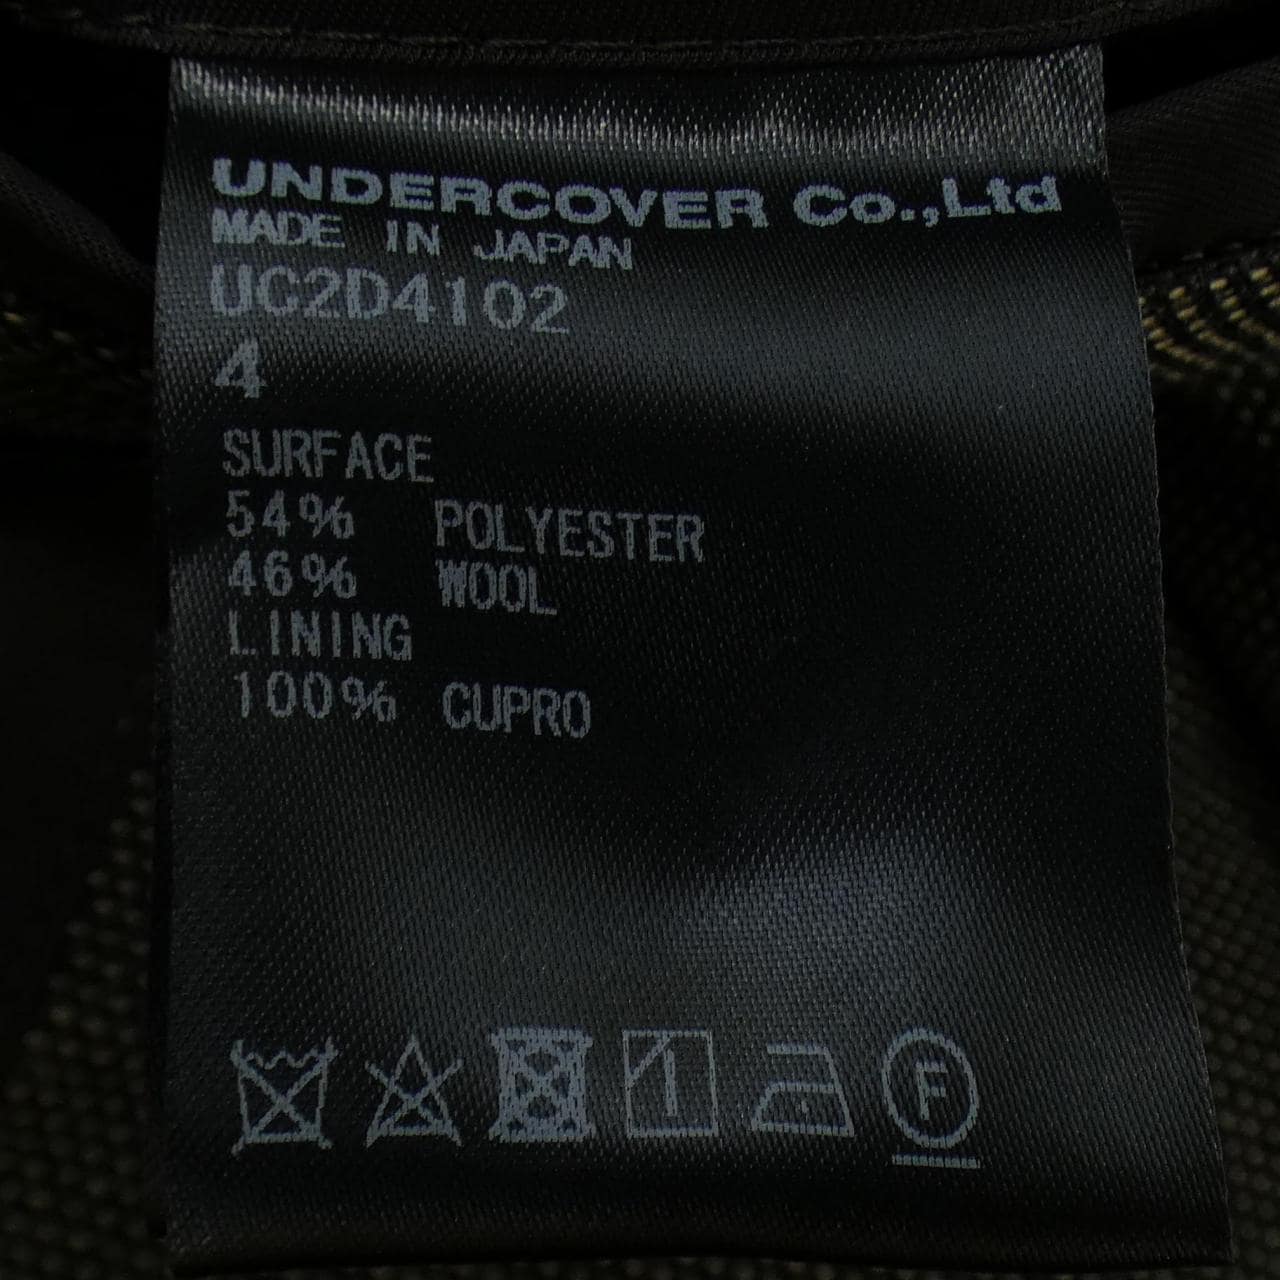 UNDERCOVER Co.,Ltd
MADE IN JAPAN
UC2D4102
4
SURFACE
54% POLYESTER
46% WOOL
LINING
100% CUPRO
F